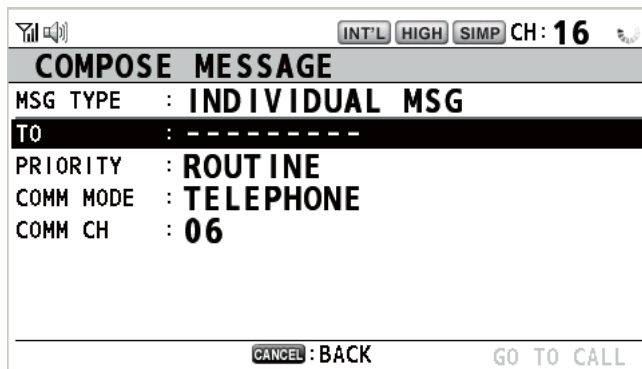 INT'L HIGH SIMP CH: 16
COMPOSE MESSAGE
MSG TYPE : INDIVIDUAL MSG
TO : ---------
PRIORITY : ROUTINE
COMM MODE : TELEPHONE
COMM CH : 06
CANCEL : BACK GO TO CALL